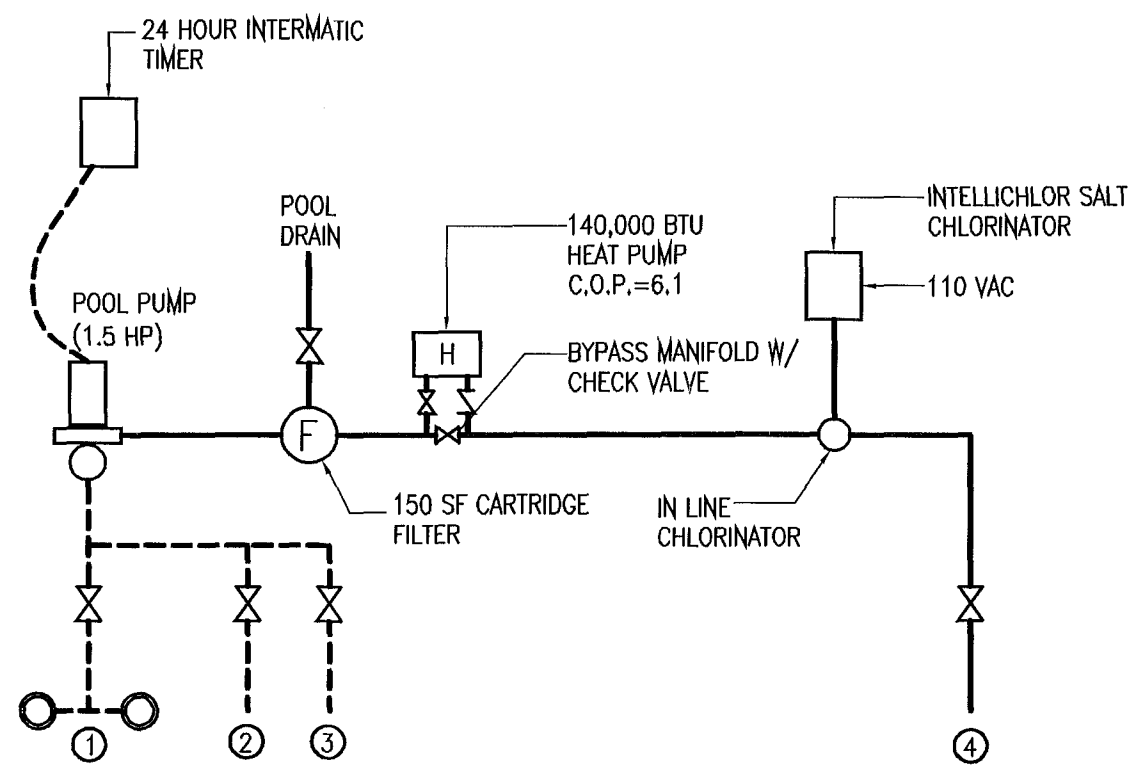 24 HOUR INTERMATIC
TIMER
POOL
DRAIN
140,000 BTU
HEAT PUMP
C.O.P.=6.1
INTELLICHLOR SALT
CHLORINATOR
110 VAC
POOL PUMP
(1.5 HP)
H
BYPASS MANIFOLD W/
CHECK VALVE
F
150 SF CARTRIDGE
FILTER
IN LINE
CHLORINATOR
1
2
3
4